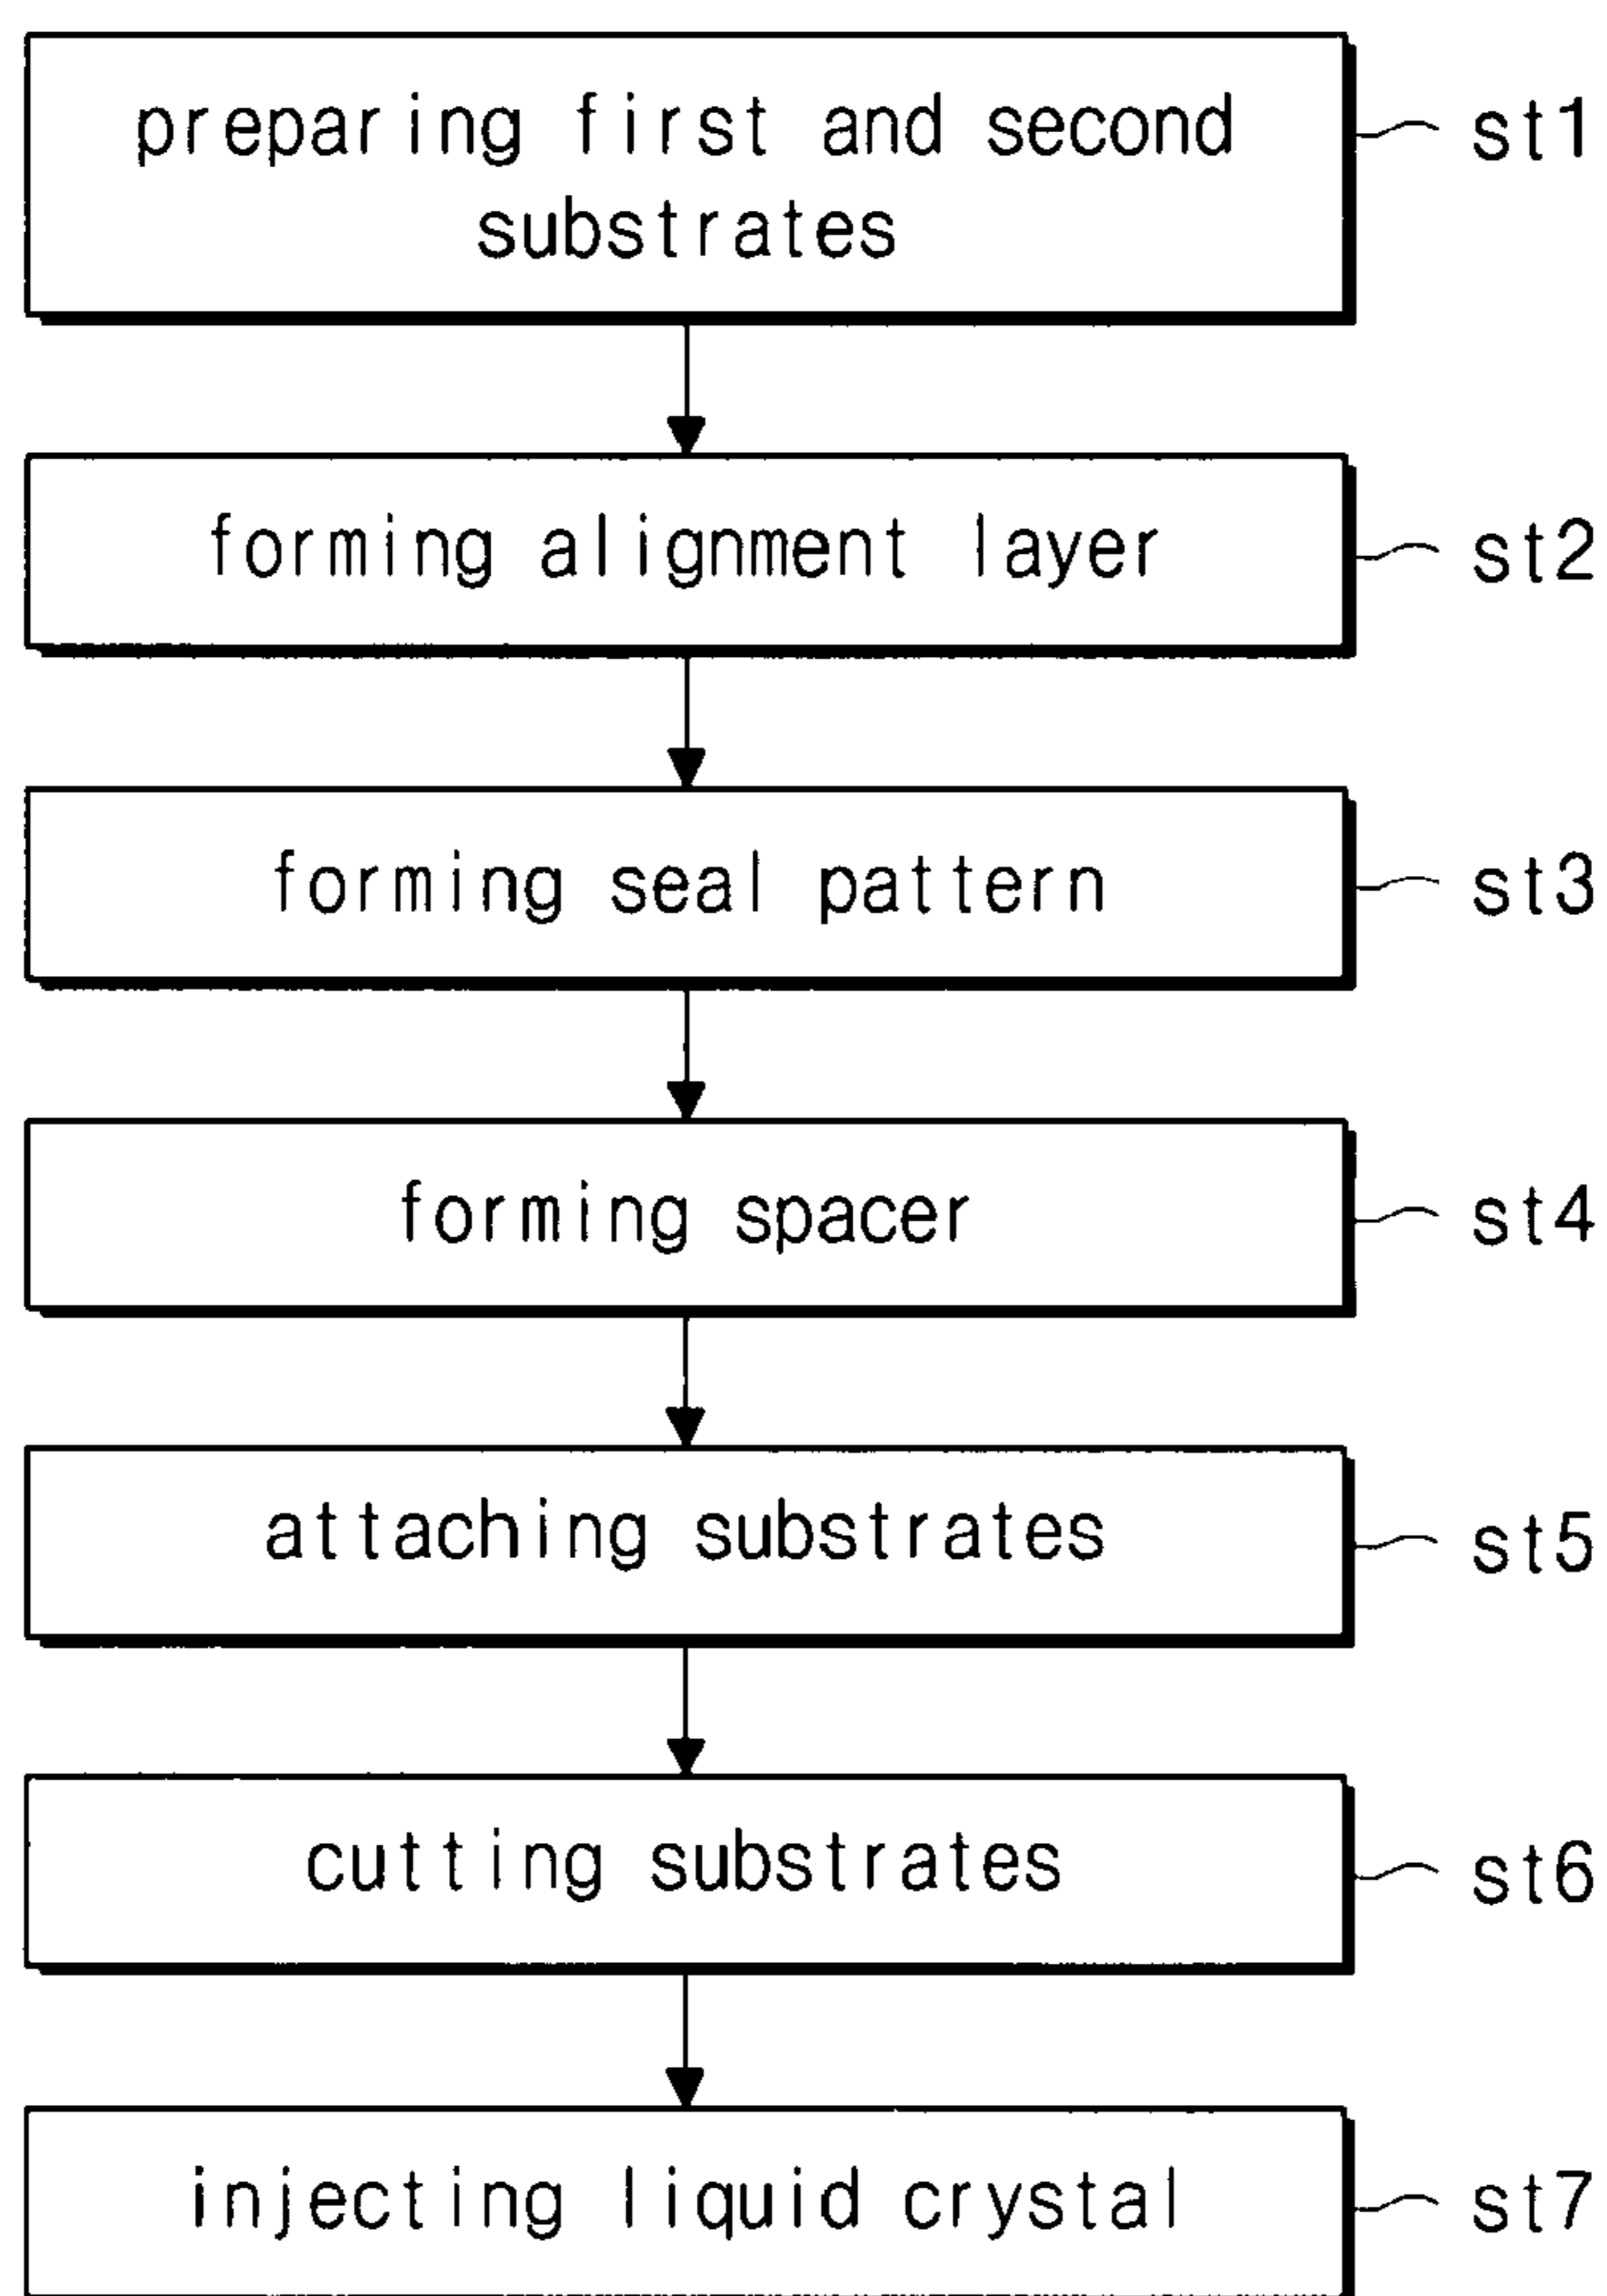 preparing first and second st1
substrates
forming alignment layer st2
forming seal pattern st3
forming spacer st4
attaching substrates st5
cutting substrates st6
injecting liquid crystal st7